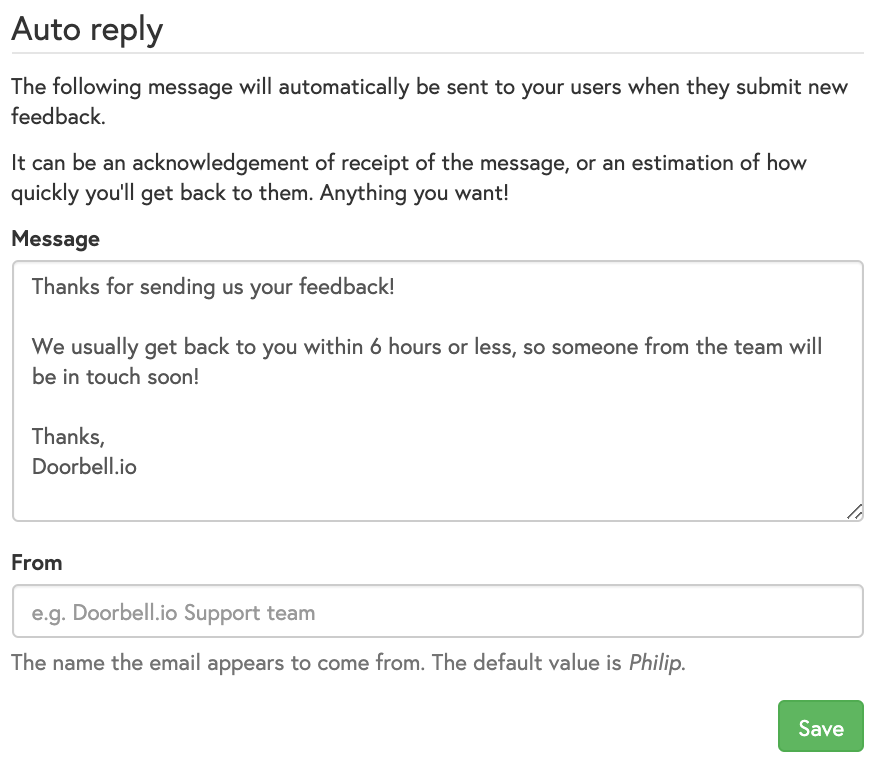 Auto reply
The following message will automatically be sent to your users when they submit new
feedback.
It can be an acknowledgement of receipt of the message, or an estimation of how
quickly you'll get back to them. Anything you want!
Message
Thanks for sending us your feedback!
We usually get back to you within 6 hours or less, so someone from the team will
be in touch soon!
Thanks,
Doorbell.io
From
e.g. Doorbell.io Support team
The name the email appears to come from. The default value is Philip.
Save